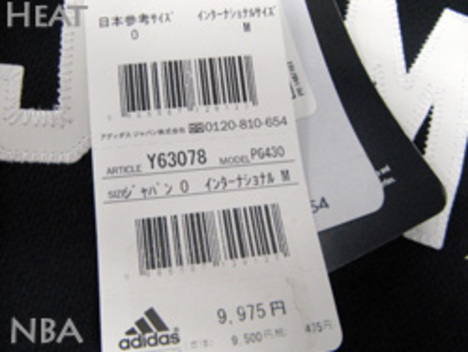 HEAT
日本参考サイズ インターナショナルサイズ
O M
アディダス ジャパン株式会社 0120-810-654
ARTICLE Y63078 MODEL PG430
SIZE ジャパン O インターナショナル M
adidas
9,975円
9,500円
475円
54
NBA